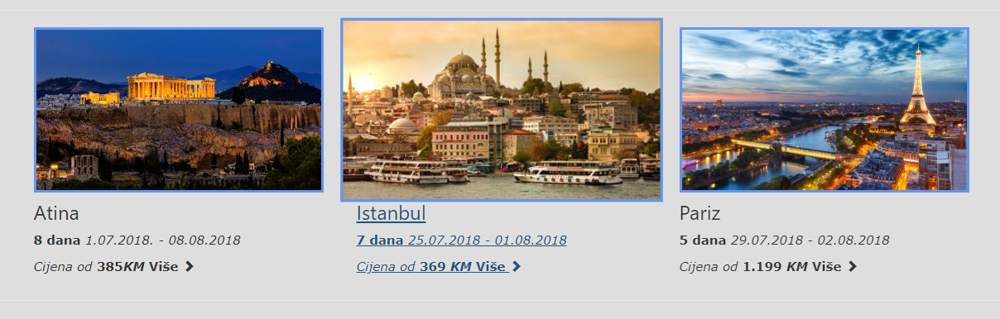 Atina
8 dana 1.07.2018. - 08.08.2018
Cijena od 385KM Više
Istanbul
7 dana 25.07.2018 - 01.08.2018
Cijena od 369 KM Više
Pariz
5 dana 29.07.2018 - 02.08.2018
Cijena od 1.199 KM Više